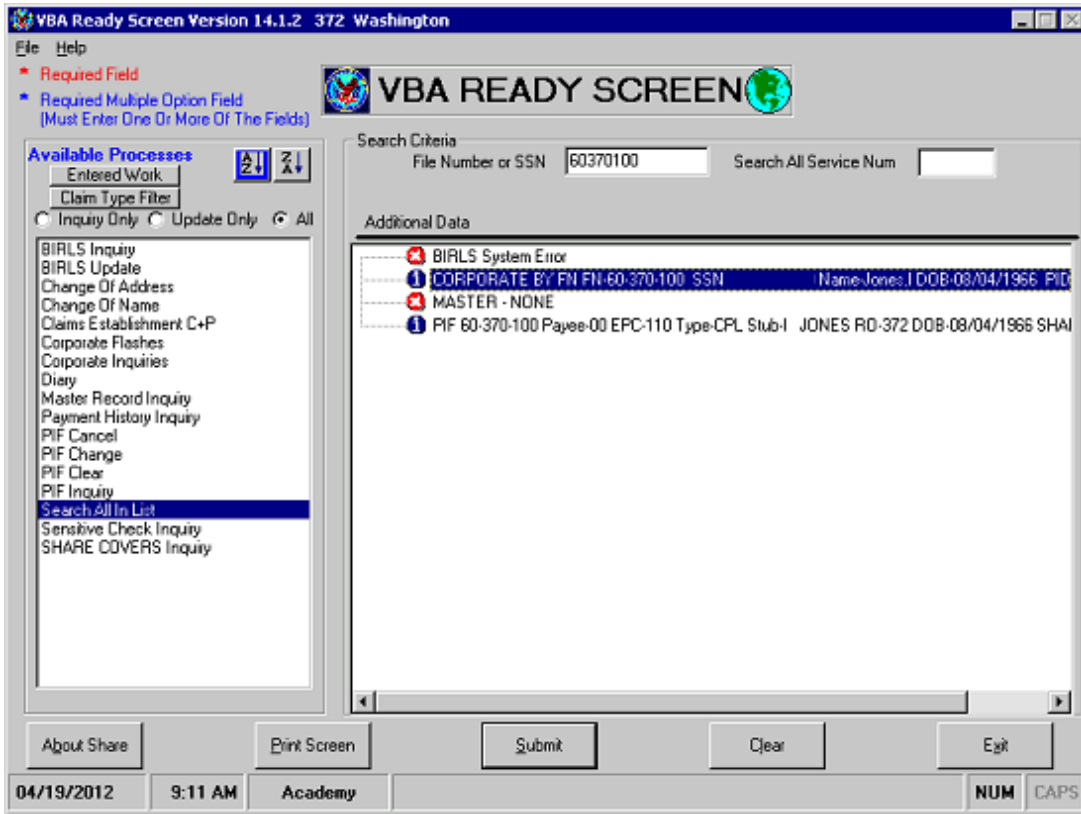 VBA Ready Screen Version 14.1.2 372 Washington
File Help
* Required Field
* Required Multiple Option Field
(Must Enter One Or More Of The Fields)
VBA READY SCREEN
Available Processes
Entered Work
Claim Type Filter
Inquiry Only Update Only All
BIRLS Inquiry
BIRLS Update
Change Of Address
Change Of Name
Claims Establishment C+P
Corporate Flashes
Corporate Inquiries
Diary
Master Record Inquiry
Payment History Inquiry
PIF Cancel
PIF Change
PIF Clear
PIF Inquiry
Search All In List
Sensitive Check Inquiry
SHARE COVERS Inquiry
Search Criteria
File Number or SSN 60370100 Search All Service Num
Additional Data
BIRLS System Error
CORPORATE BY FN FN-60-370-100 SSN Name-Jones,I DOB-08/04/1966 PID
MASTER - NONE
PIF 60-370-100 Payee-00 EPC-110 Type-CPL Stub-I JONES RO-372 DOB-08/04/1966 SHA
About Share Print Screen Submit Clear Exit
04/19/2012 9:11 AM Academy NUM CAPS